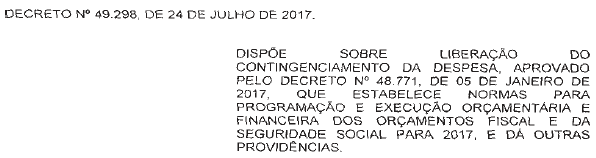 DECRETO Nº 49.298, DE 24 DE JULHO DE 2017.
DISPÕE SOBRE LIBERAÇÃO DO
CONTINGENCIAMENTO DA DESPESA, APROVADO
PELO DECRETO Nº 48.771, DE 05 DE JANEIRO DE
2017, QUE ESTABELECE NORMAS PARA
PROGRAMAÇÃO E EXECUÇÃO ORÇAMENTÁRIA E
FINANCEIRA DOS ORÇAMENTOS FISCAL E DA
SEGURIDADE SOCIAL PARA 2017, E DÁ OUTRAS
PROVIDÊNCIAS.